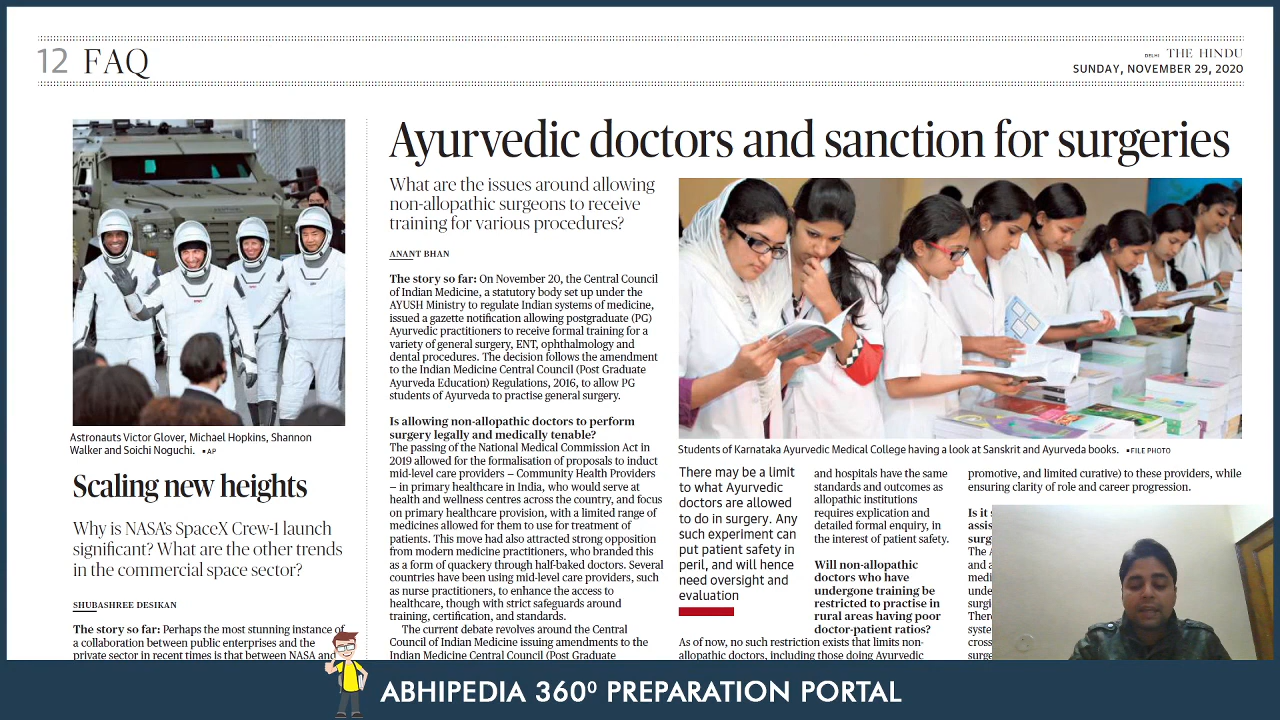 12 FAQ
DELHI THE HINDU
SUNDAY, NOVEMBER 29, 2020
Astronauts Victor Glover, Michael Hopkins, Shannon
Walker and Soichi Noguchi. ▪AP
Scaling new heights
Why is NASA's SpaceX Crew-1 launch
significant? What are the other trends
in the commercial space sector?
SHUBASHREE DESIKAN
The story so far: Perhaps the most stunning instance of
a collaboration between public enterprises and the
private sector in recent times is that between NASA and
Ayurvedic doctors and sanction for surgeries
What are the issues around allowing
non-allopathic surgeons to receive
training for various procedures?
ANANT BHAN
The story so far: On November 20, the Central Council
of Indian Medicine, a statutory body set up under the
AYUSH Ministry to regulate Indian systems of medicine,
issued a gazette notification allowing postgraduate (PG)
Ayurvedic practitioners to receive formal training for a
variety of general surgery, ENT, ophthalmology and
dental procedures. The decision follows the amendment
to the Indian Medicine Central Council (Post Graduate
Ayurveda Education) Regulations, 2016, to allow PG
students of Ayurveda to practise general surgery.
Is allowing non-allopathic doctors to perform
surgery legally and medically tenable?
The passing of the National Medical Commission Act in
2019 allowed for the formalisation of proposals to induct
mid-level care providers — Community Health Providers
— in primary healthcare in India, who would serve at
health and wellness centres across the country, and focus
on primary healthcare provision, with a limited range of
medicines allowed for them to use for treatment of
patients. This move had also attracted strong opposition
from modern medicine practitioners, who branded this
as a form of quackery through half-baked doctors. Several
countries have been using mid-level care providers, such
as nurse practitioners, to enhance the access to
healthcare, though with strict safeguards around
training, certification, and standards.
The current debate revolves around the Central
Council of Indian Medicine issuing amendments to the
Indian Medicine Central Council (Post Graduate
Students of Karnataka Ayurvedic Medical College having a look at Sanskrit and Ayurveda books. ▪FILE PHOTO
There may be a limit
to what Ayurvedic
doctors are allowed
to do in surgery. Any
such experiment can
put patient safety in
peril, and will hence
need oversight and
evaluation
and hospitals have the same
standards and outcomes as
allopathic institutions
requires explication and
detailed formal enquiry, in
the interest of patient safety.
Will non-allopathic
doctors who have
undergone training be
restricted to practise in
rural areas having poor
doctor-patient ratios?
As of now, no such restriction exists that limits non-
allopathic doctors, including those doing Ayurvedic
promotive, and limited curative) to these providers, while
ensuring clarity of role and career progression.
Is it
ABHIPEDIA 360⁰ PREPARATION PORTAL